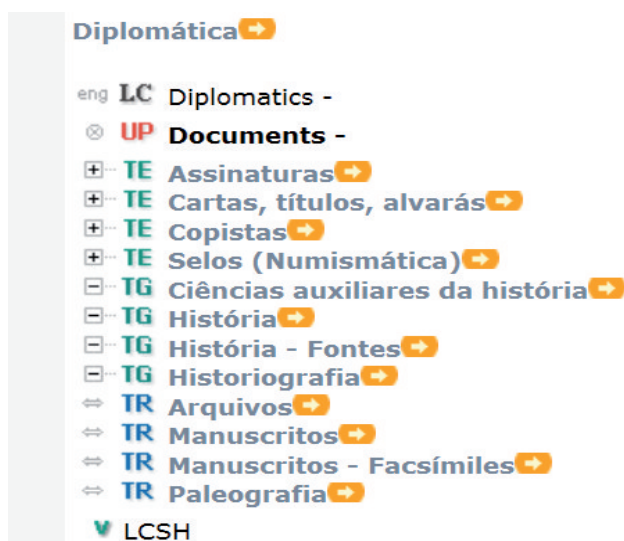 Diplomática
eng LC Diplomatics -
UP Documents -
TE Assinaturas
TE Cartas, títulos, alvarás
TE Copistas
TE Selos (Numismática)
TG Ciências auxiliares da história
TG História
TG História - Fontes
TG Historiografia
TR Arquivos
TR Manuscritos
TR Manuscritos - Facsímiles
TR Paleografia
LCSH